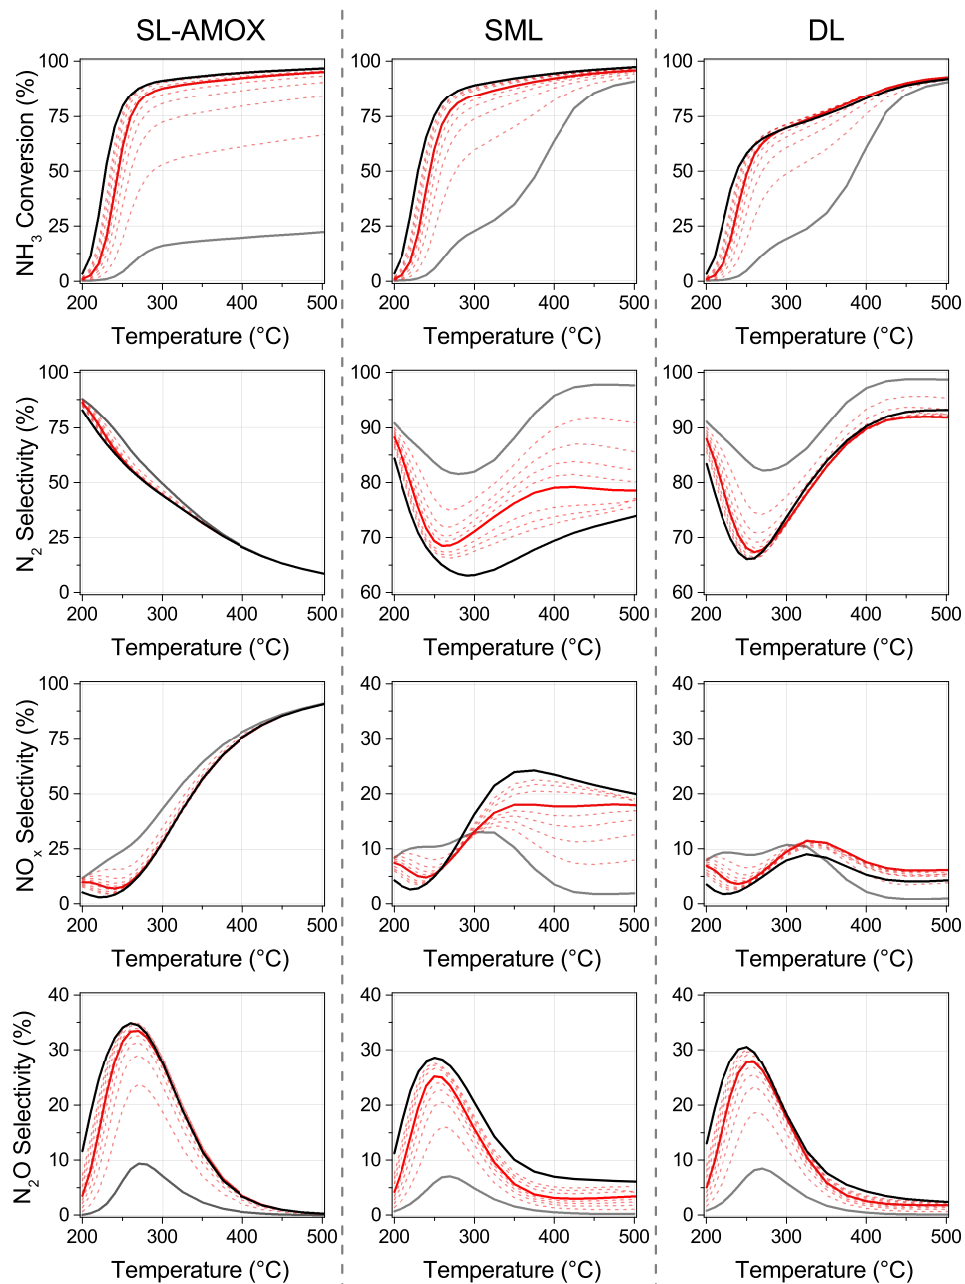 SL-AMOX SML DL
NH3 Conversion (%)
100
75
50
25
0
200 300 400 500
Temperature (°C)
100
75
50
25
0
200 300 400 500
Temperature (°C)
100
75
50
25
0
200 300 400 500
Temperature (°C)
N2 Selectivity (%)
100
75
50
25
0
200 300 400 500
Temperature (°C)
100
90
80
70
60
200 300 400 500
Temperature (°C)
100
90
80
70
60
200 300 400 500
Temperature (°C)
NOx Selectivity (%)
100
75
50
25
0
200 300 400 500
Temperature (°C)
40
30
20
10
0
200 300 400 500
Temperature (°C)
40
30
20
10
0
200 300 400 500
Temperature (°C)
N2O Selectivity (%)
40
30
20
10
0
200 300 400 500
Temperature (°C)
40
30
20
10
0
200 300 400 500
Temperature (°C)
40
30
20
10
0
200 300 400 500
Temperature (°C)